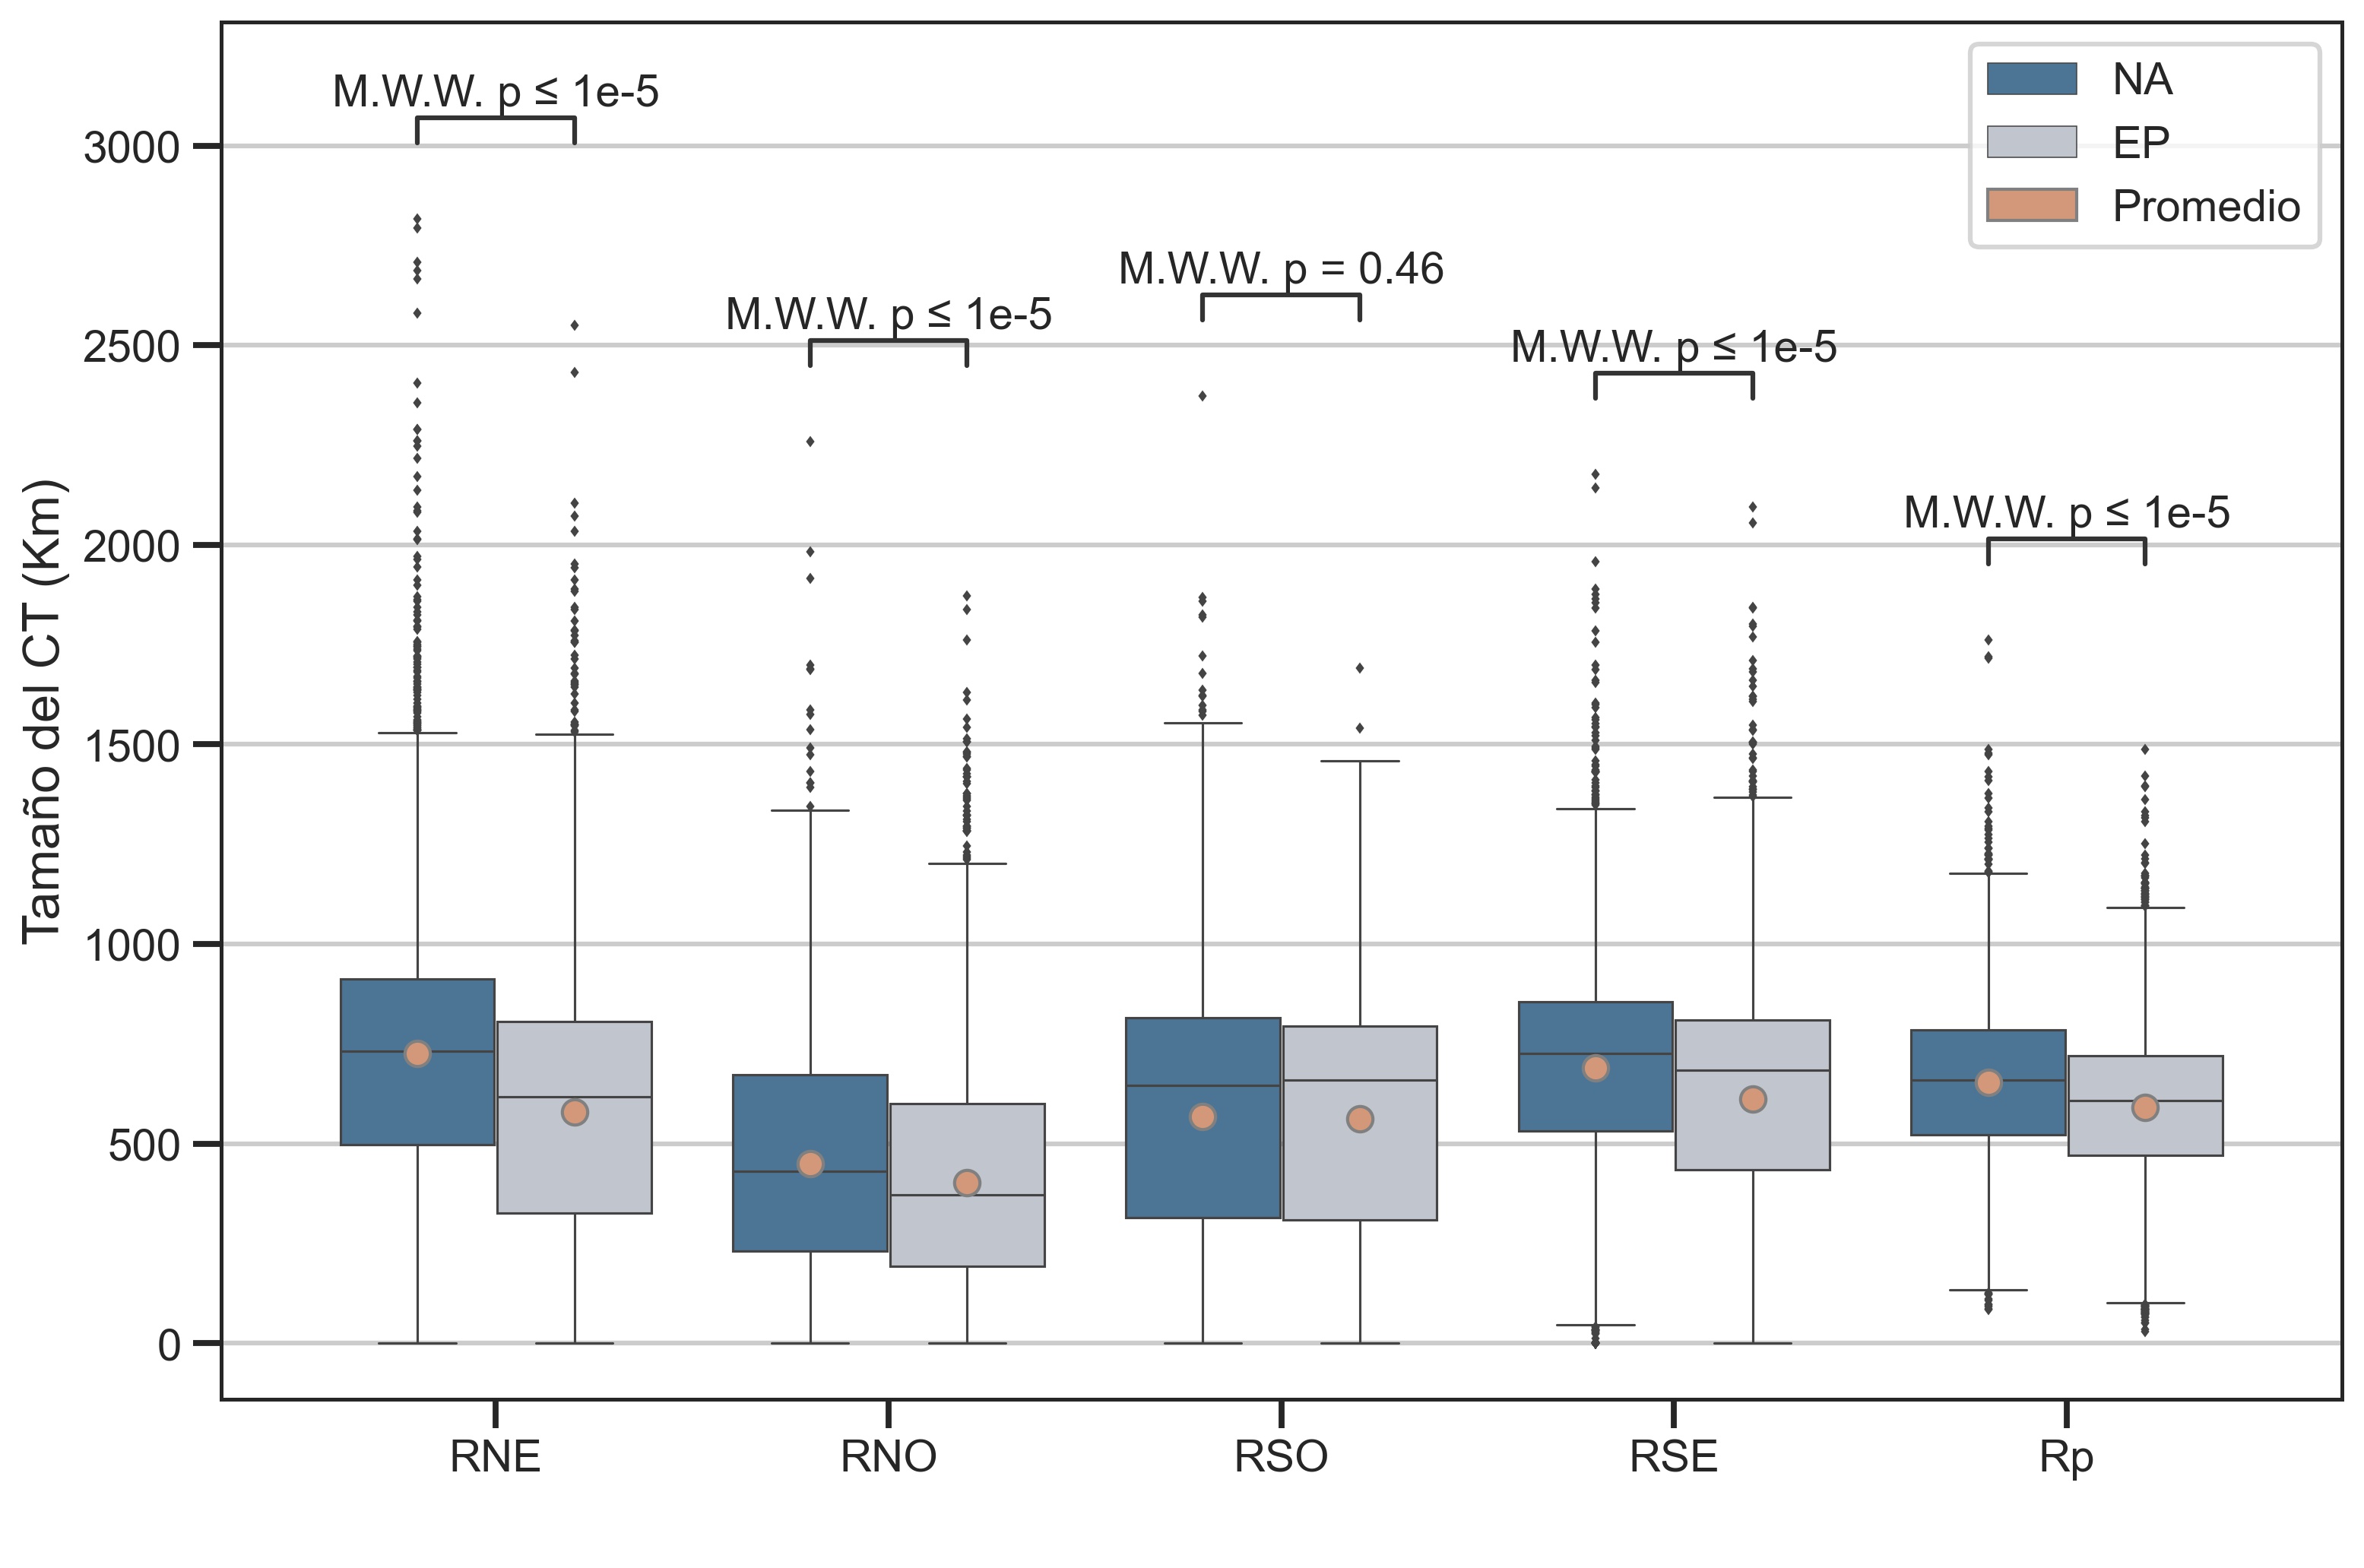 M.W.W. p ≤ 1e-5
NA
EP
Promedio
M.W.W. p = 0.46
M.W.W. p ≤ 1e-5
M.W.W. p ≤ 1e-5
M.W.W. p ≤ 1e-5
Tamaño del CT (Km)
3000
2500
2000
1500
1000
500
0
RNE
RNO
RSO
RSE
Rp